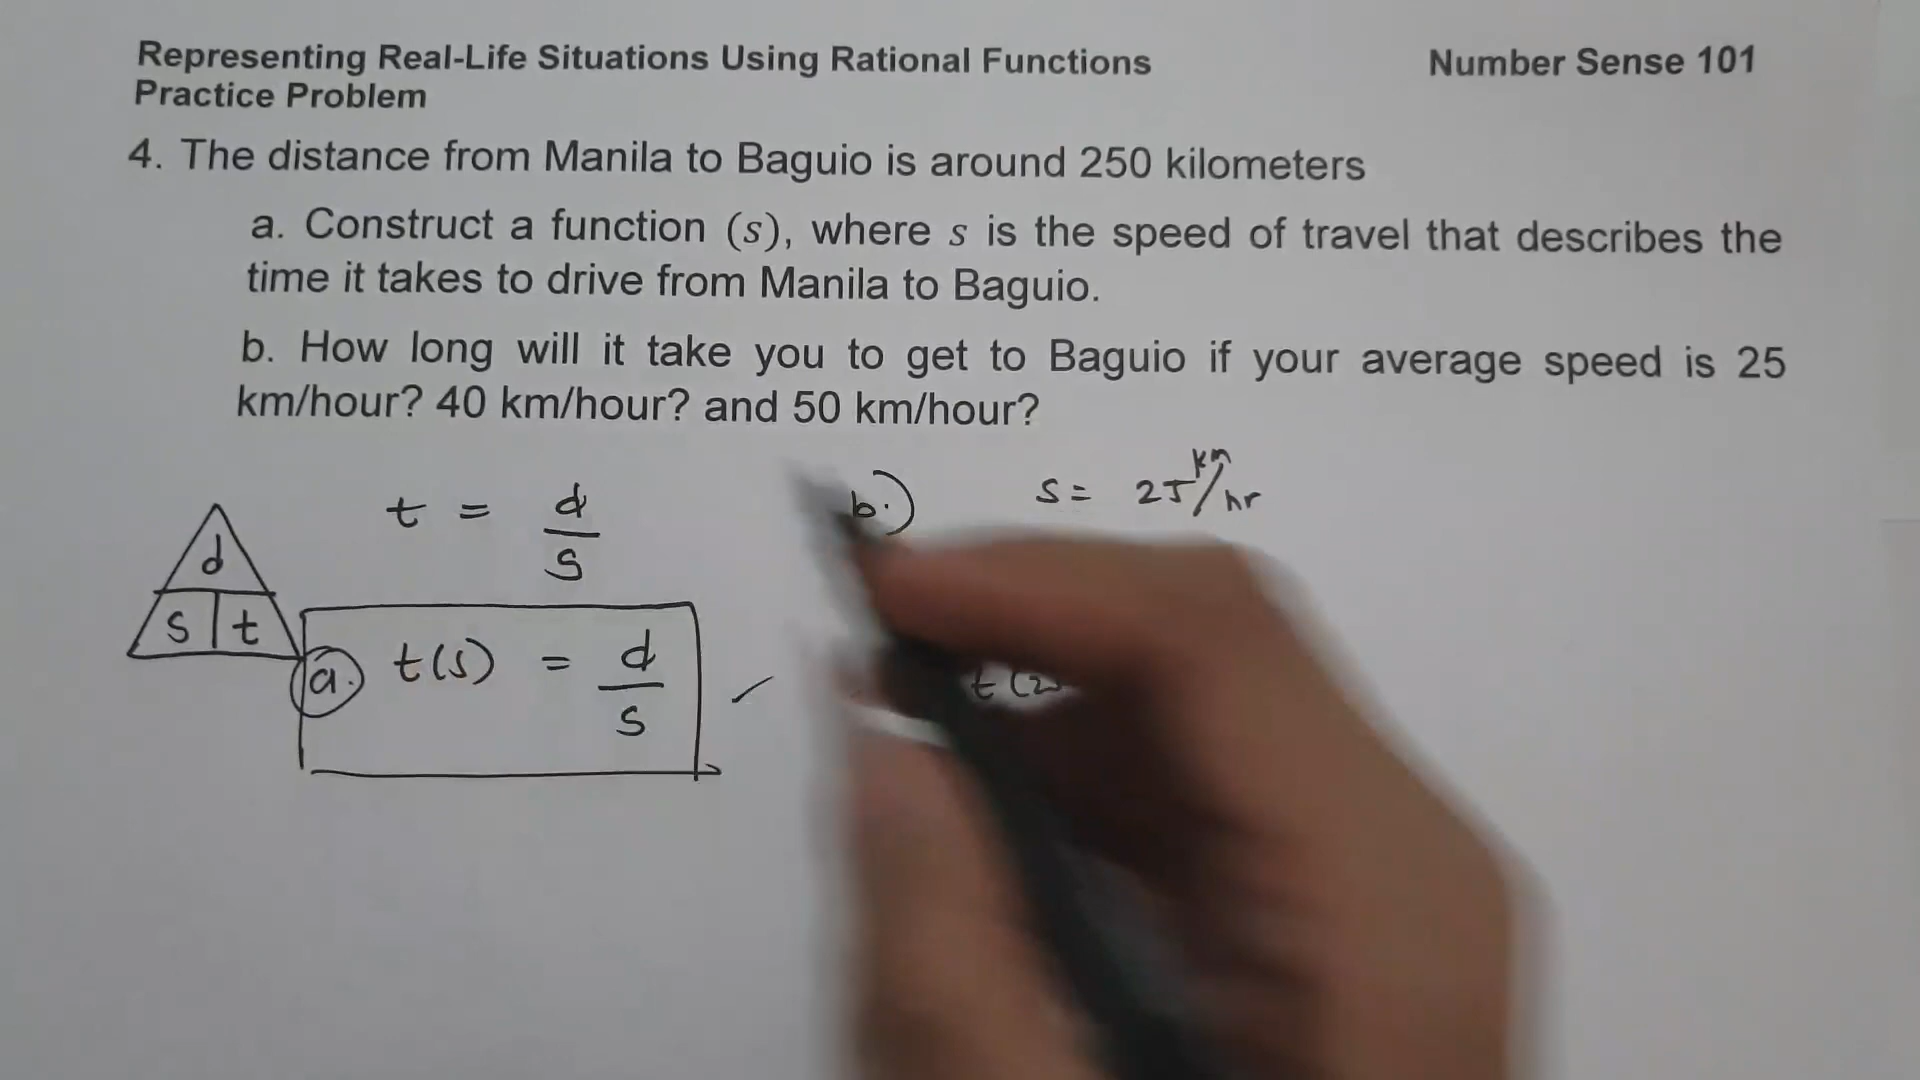 Representing Real-Life Situations Using Rational Functions
Number Sense 101
Practice Problem
4. The distance from Manila to Baguio is around 250 kilometers
a. Construct a function (s), where s is the speed of travel that describes the
time it takes to drive from Manila to Baguio.
b. How long will it take you to get to Baguio if your average speed is 25
km/hour? 40 km/hour? and 50 km/hour?
d
s t
t = d/s
a. t(s) = d/s
b.) s = 25 km/hr
t(2